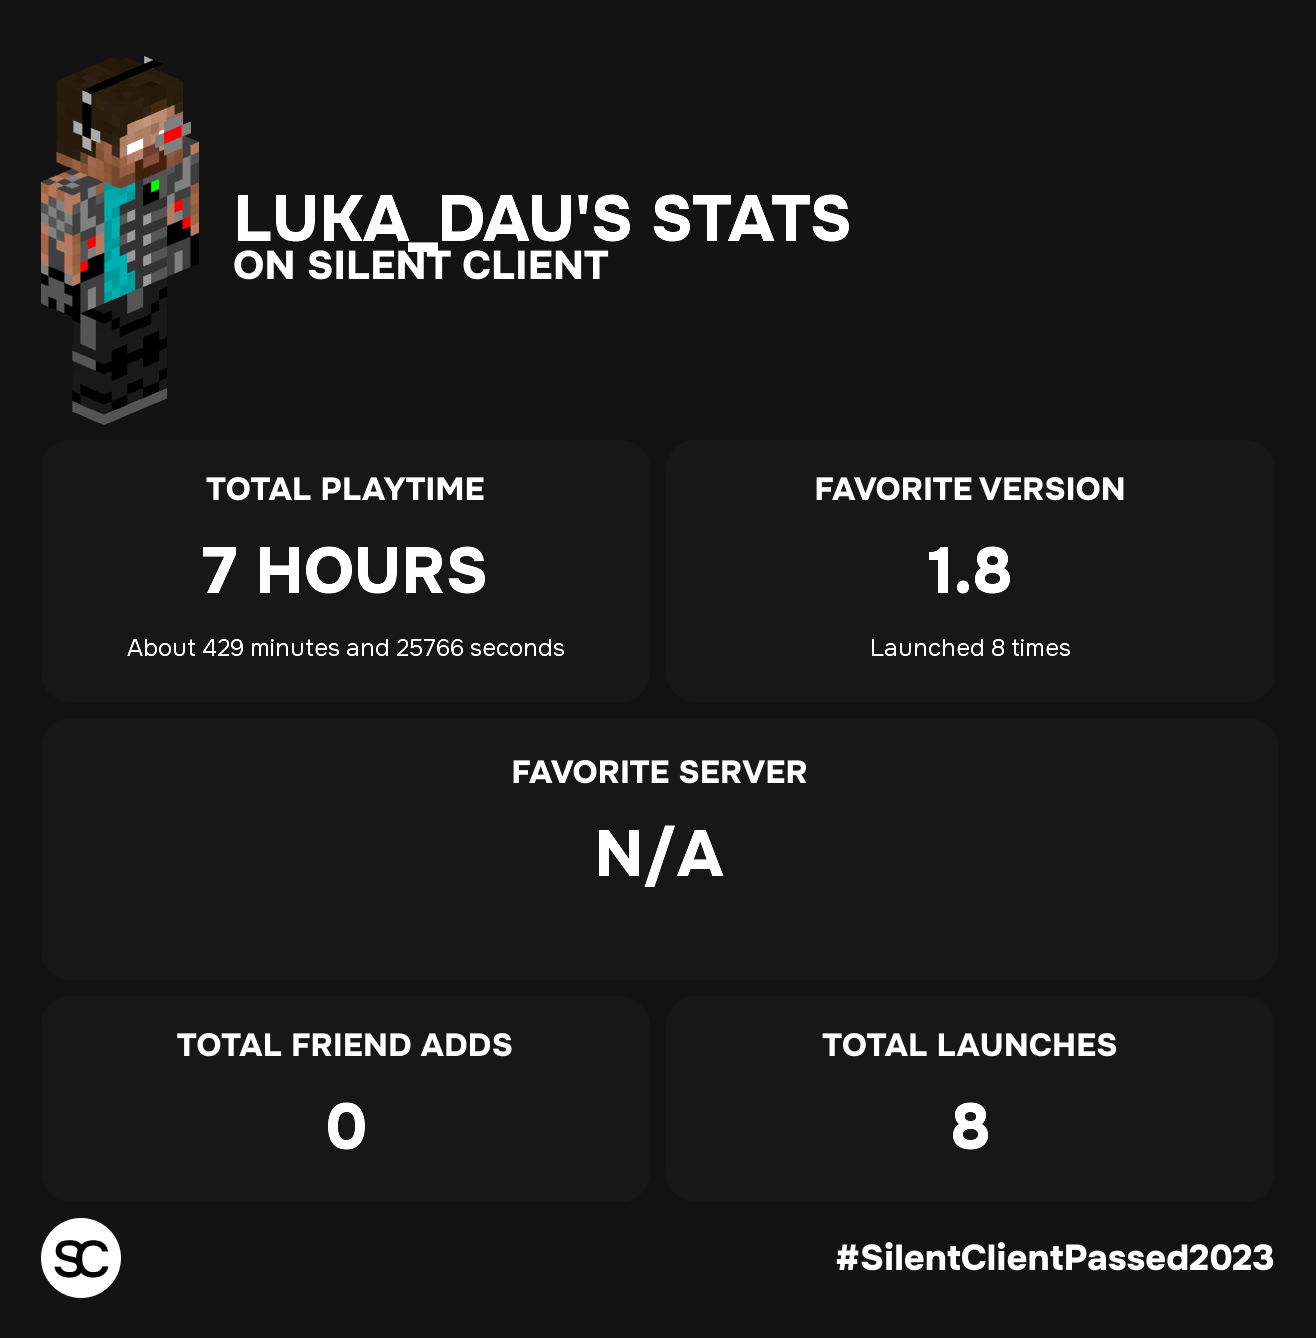 LUKA_DAU'S STATS
ON SILENT CLIENT
TOTAL PLAYTIME
7 HOURS
About 429 minutes and 25766 seconds
FAVORITE VERSION
1.8
Launched 8 times
FAVORITE SERVER
N/A
TOTAL FRIEND ADDS
0
TOTAL LAUNCHES
8
SC
#SilentClientPassed2023